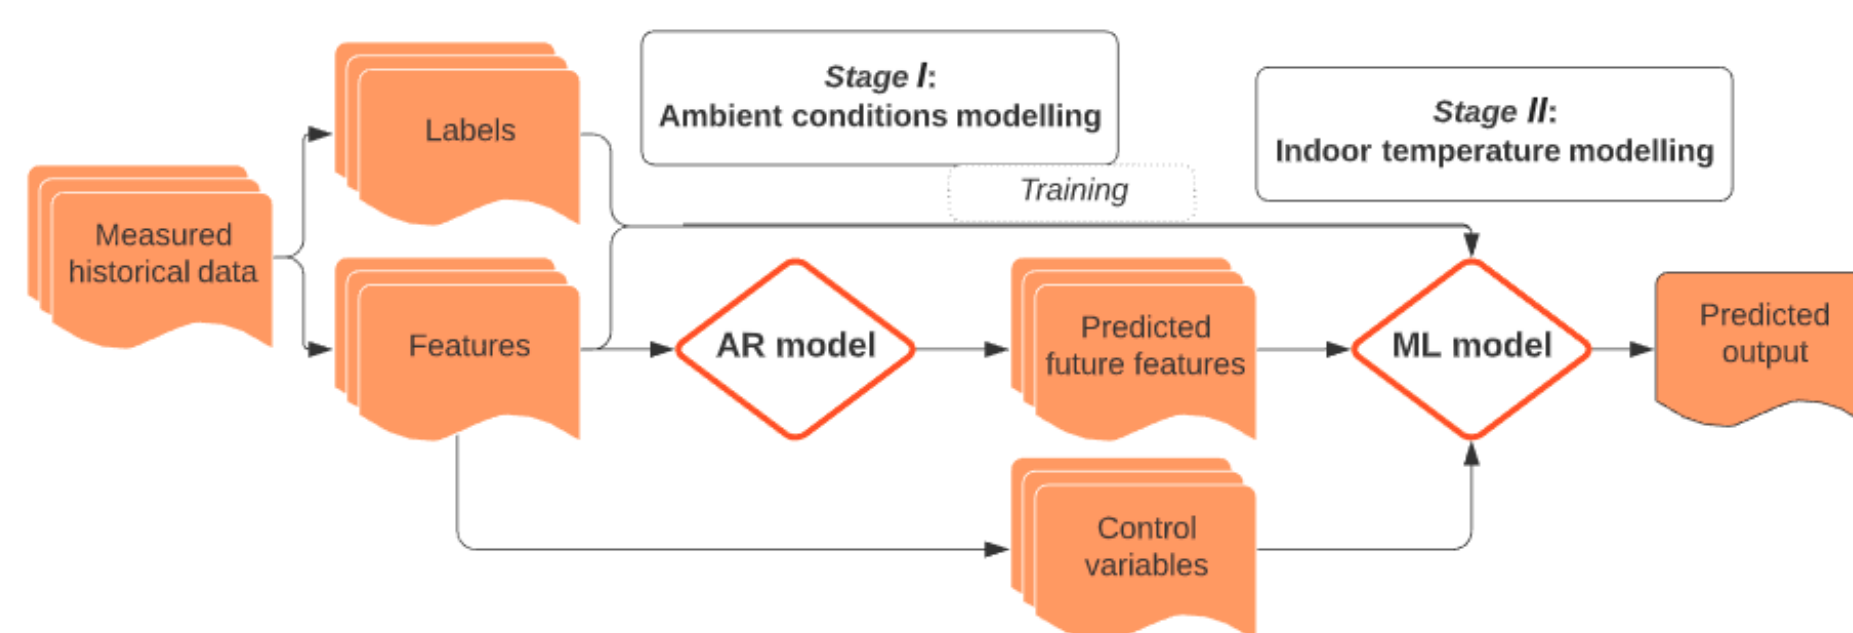 Stage I:
Ambient conditions modelling
Stage II:
Indoor temperature modelling
Labels
Training
Measured
historical data
Features
AR model
Predicted
future features
ML model
Predicted
output
Control
variables